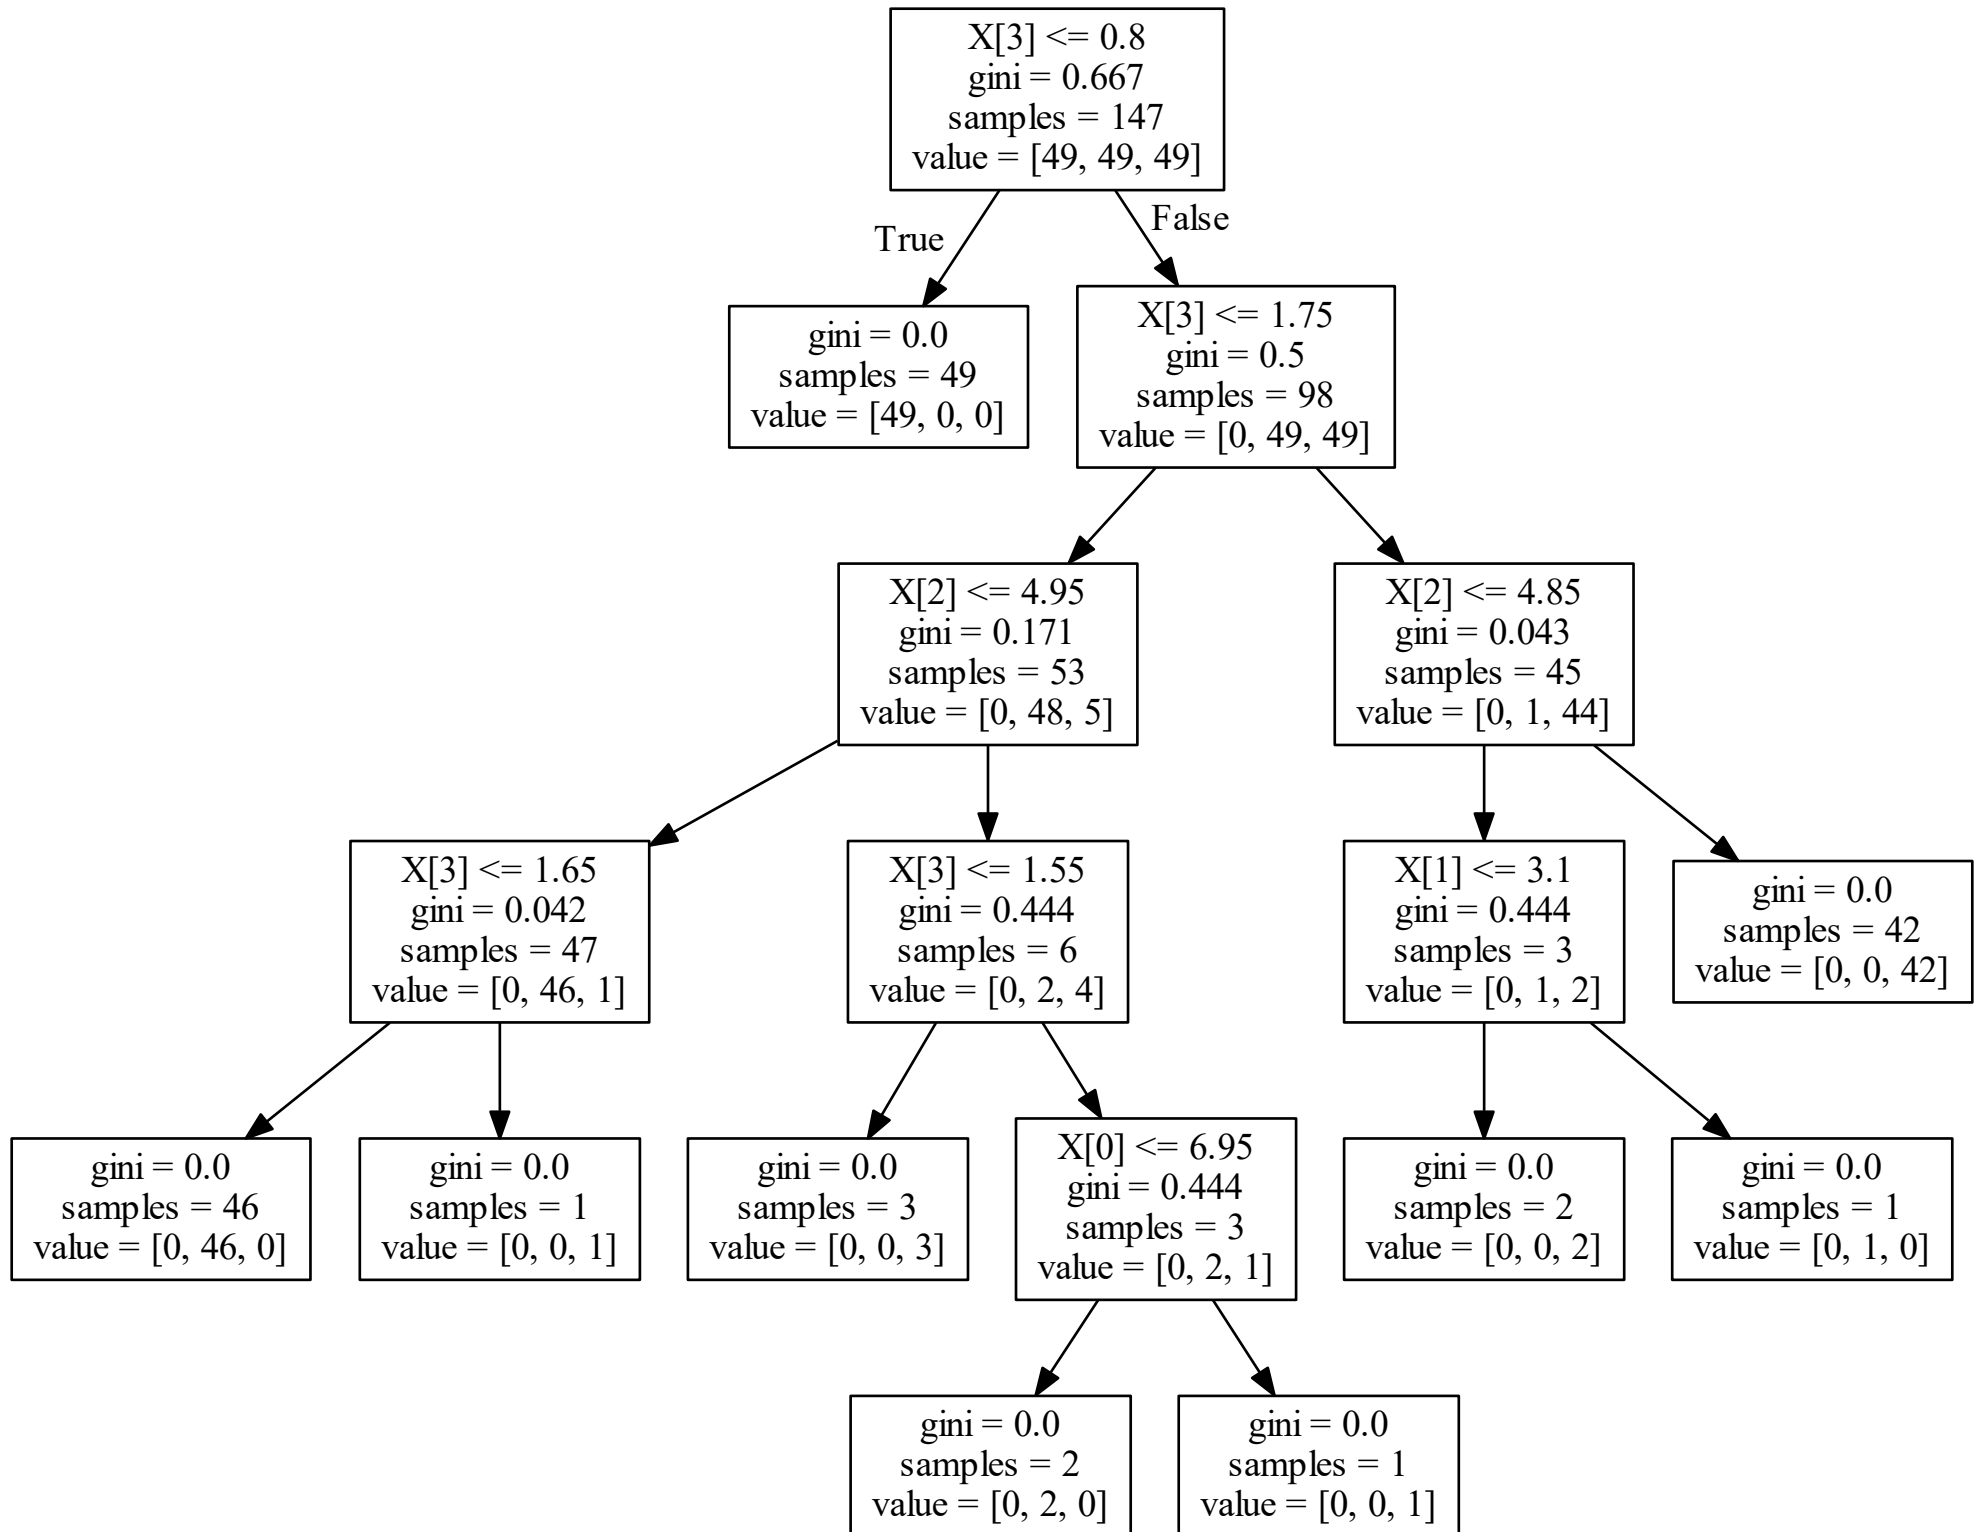 X[3] <= 0.8
gini = 0.667
samples = 147
value = [49, 49, 49]
True
False
gini = 0.0
samples = 49
value = [49, 0, 0]
X[3] <= 1.75
gini = 0.5
samples = 98
value = [0, 49, 49]
X[2] <= 4.95
gini = 0.171
samples = 53
value = [0, 48, 5]
X[2] <= 4.85
gini = 0.043
samples = 45
value = [0, 1, 44]
X[3] <= 1.65
gini = 0.042
samples = 47
value = [0, 46, 1]
X[3] <= 1.55
gini = 0.444
samples = 6
value = [0, 2, 4]
X[1] <= 3.1
gini = 0.444
samples = 3
value = [0, 1, 2]
gini = 0.0
samples = 42
value = [0, 0, 42]
gini = 0.0
samples = 46
value = [0, 46, 0]
gini = 0.0
samples = 1
value = [0, 0, 1]
gini = 0.0
samples = 3
value = [0, 0, 3]
X[0] <= 6.95
gini = 0.444
samples = 3
value = [0, 2, 1]
gini = 0.0
samples = 2
value = [0, 0, 2]
gini = 0.0
samples = 1
value = [0, 1, 0]
gini = 0.0
samples = 2
value = [0, 2, 0]
gini = 0.0
samples = 1
value = [0, 0, 1]